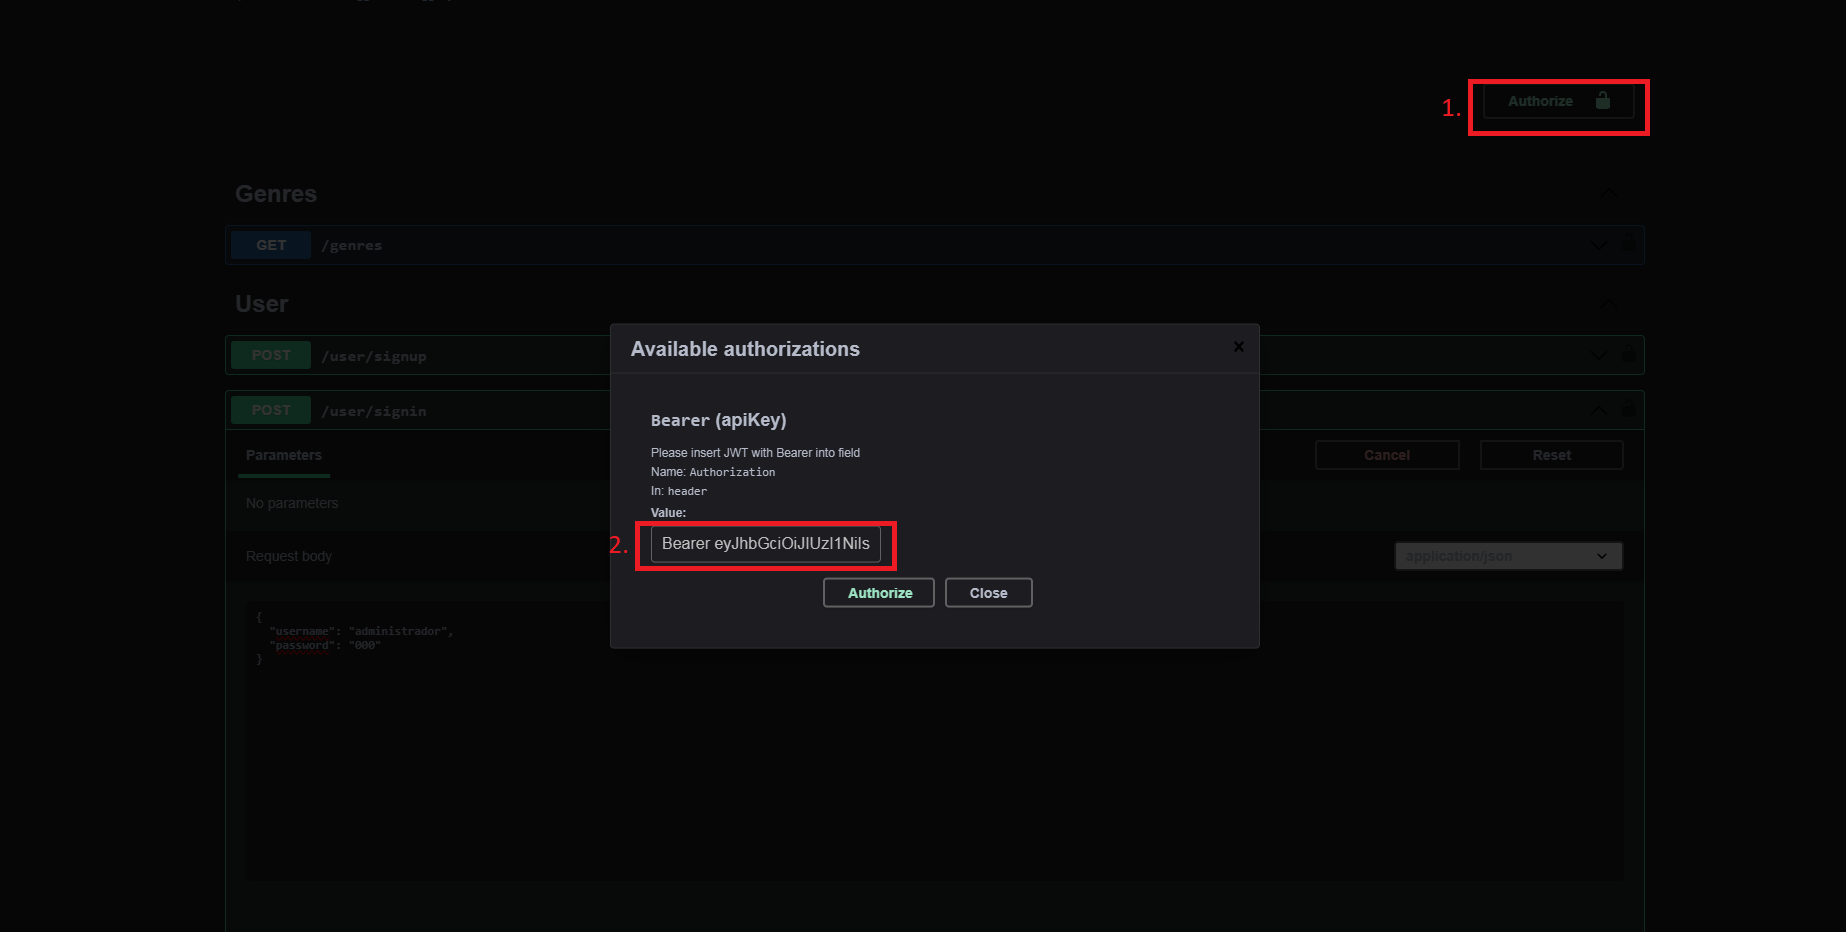 1.
Authorize
Genres
GET /genres
User
POST /user/signup
POST /user/signin
Parameters
Cancel
Reset
No parameters
Request body
application/json
{
"username": "administrador",
"password": "000"
}
Available authorizations
×
Bearer (apiKey)
Please insert JWT with Bearer into field
Name: Authorization
In: header
Value:
2.
Bearer eyJhbGciOiJIUzI1NiIs
Authorize
Close